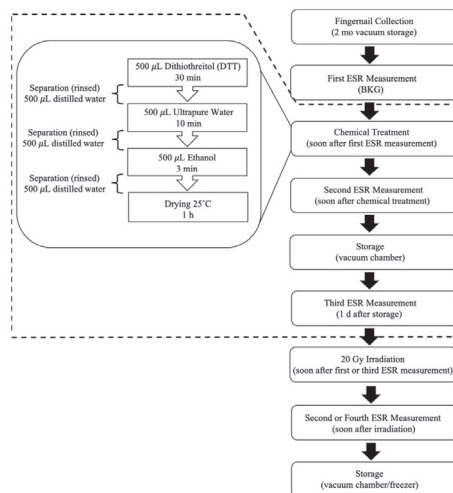 Fingernail Collection
(2 mo vacuum storage)
First ESR Measurement
(BKG)
Chemical Treatment
(soon after first ESR measurement)
500 μL Dithiothreitol (DTT)
30 min
Separation (rinsed)
500 μL distilled water
500 μL Ultrapure Water
10 min
Separation (rinsed)
500 μL distilled water
500 μL Ethanol
3 min
Separation (rinsed)
500 μL distilled water
Drying 25˚C
1 h
Second ESR Measurement
(soon after chemical treatment)
Storage
(vacuum chamber)
Third ESR Measurement
(1 d after storage)
20 Gy Irradiation
(soon after first or third ESR measurement)
Second or Fourth ESR Measurement
(soon after irradiation)
Storage
(vacuum chamber/freezer)